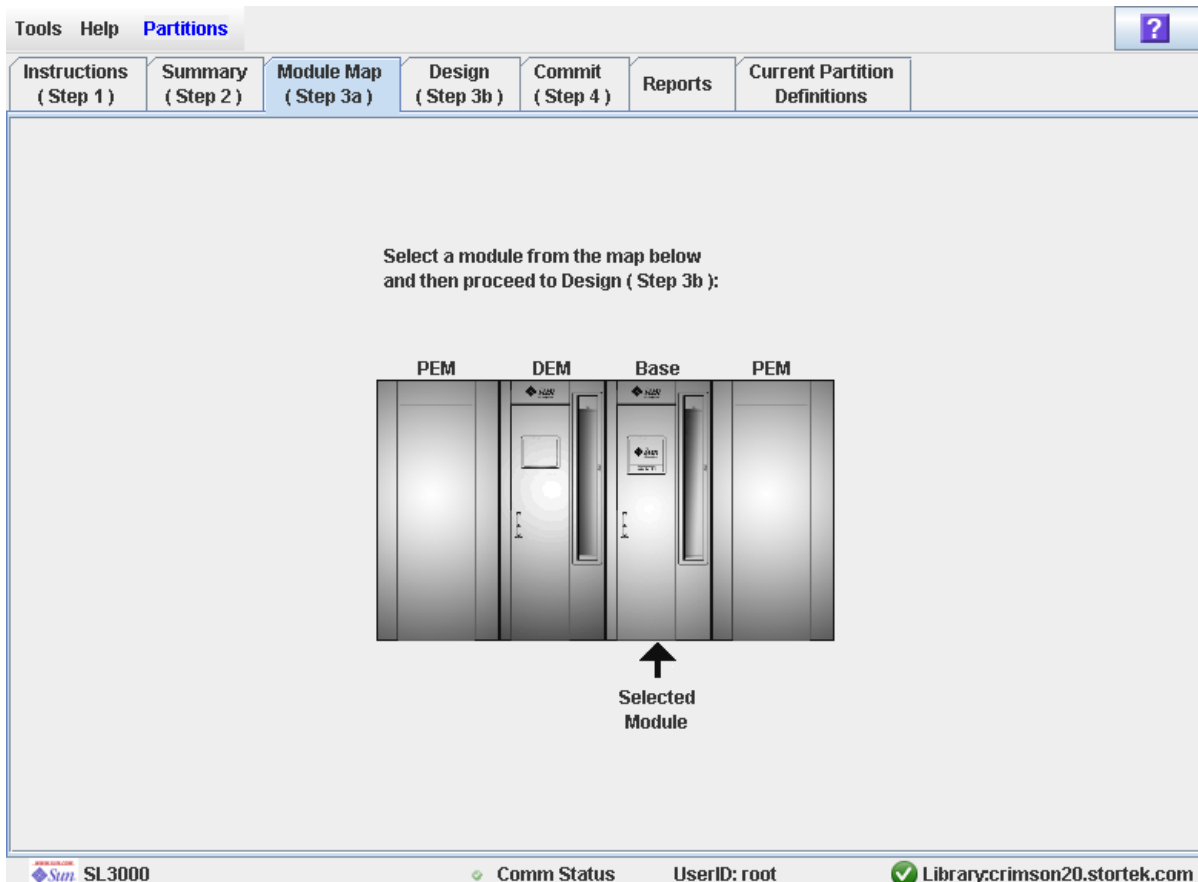 Tools Help Partitions
?
Instructions
( Step 1 )
Summary
( Step 2 )
Module Map
( Step 3a )
Design
( Step 3b )
Commit
( Step 4 )
Reports
Current Partition
Definitions
Select a module from the map below
and then proceed to Design ( Step 3b ):
PEM DEM Base PEM
Sun
Selected
Module
Sun SL3000 Comm Status UserID: root Library:crimson20.stortek.com